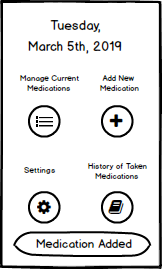 Tuesday,
March 5th, 2019
Manage Current
Medications
Add New
Medication
Settings
History of Taken
Medications
Medication Added